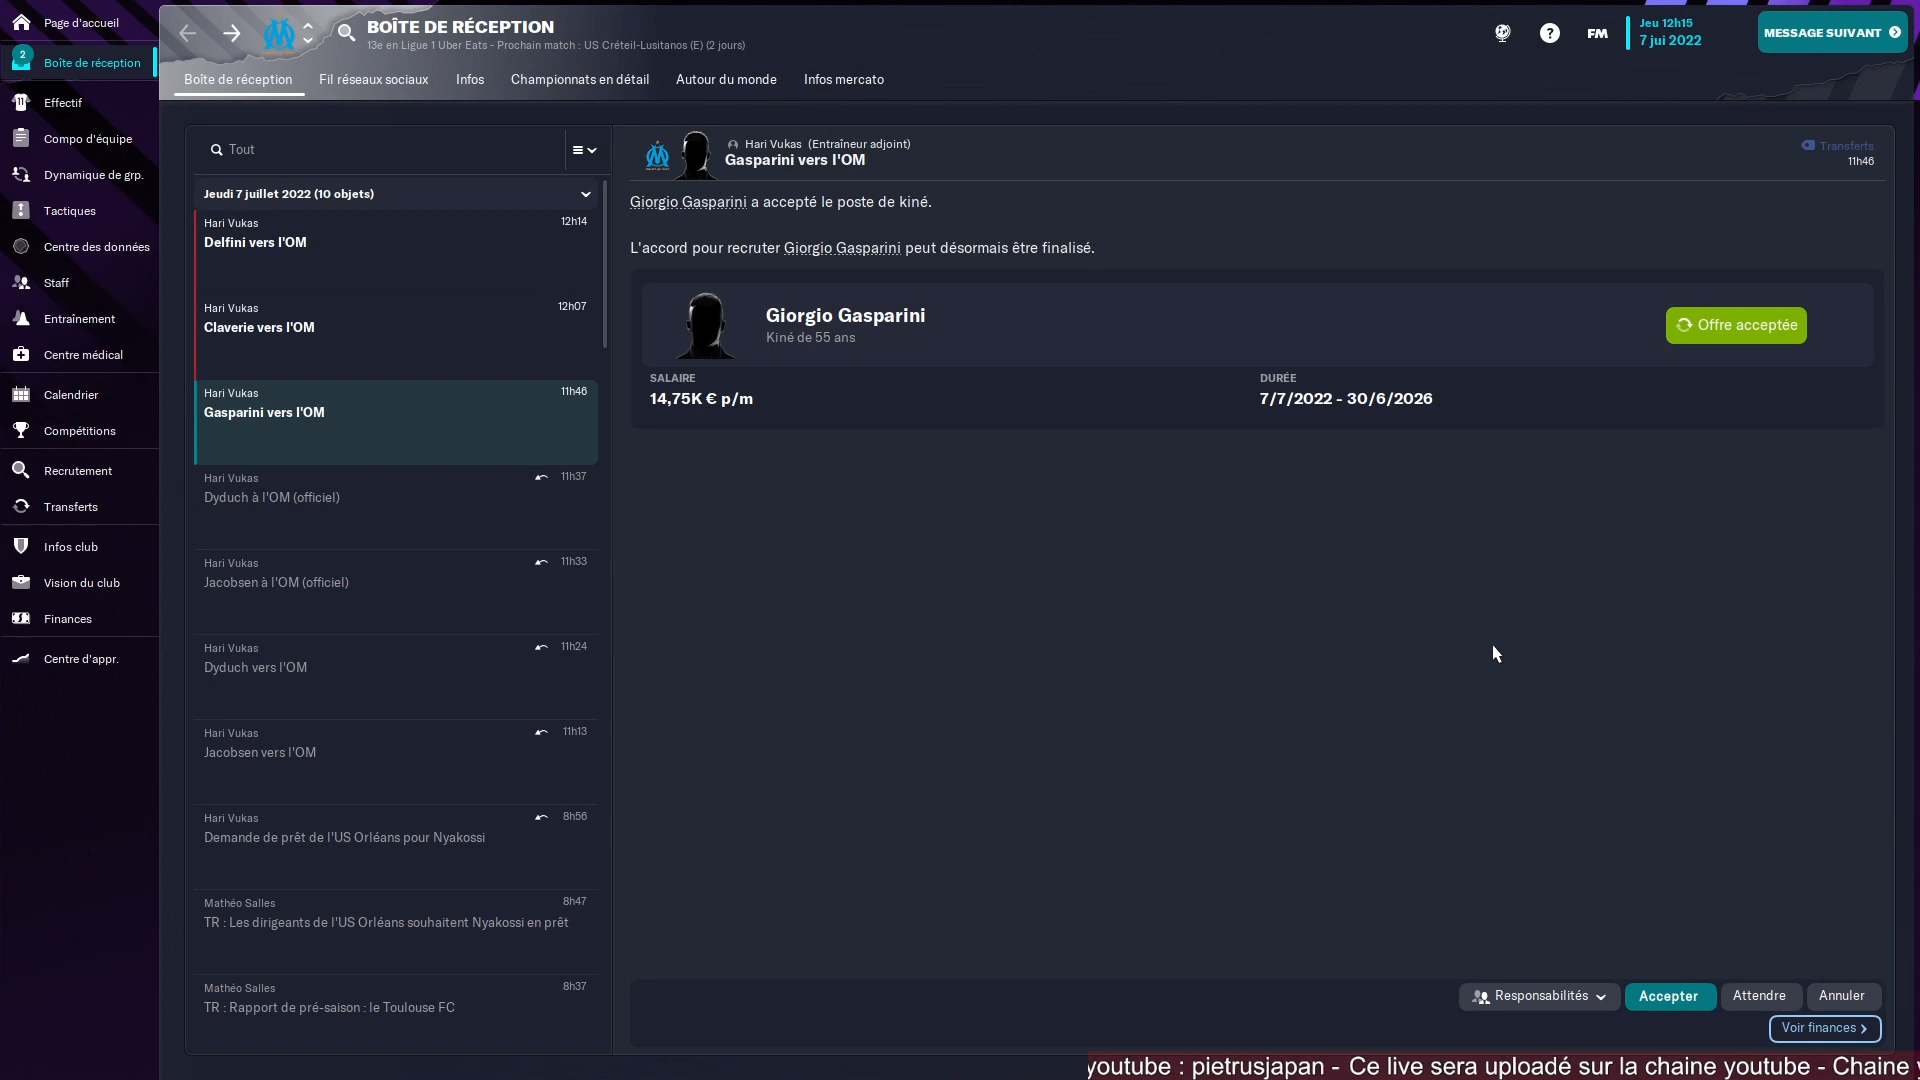 Page d'accueil
2
Boîte de réception
11
Effectif
Compo d'équipe
Dynamique de grp.
Tactiques
Centre des données
Staff
Entraînement
Centre médical
Calendrier
Compétitions
Recrutement
Transferts
Infos club
Vision du club
Finances
Centre d'appr.
BOÎTE DE RÉCEPTION
13e en Ligue 1 Uber Eats - Prochain match : US Créteil-Lusitanos (E) (2 jours)
FM
Jeu 12h15
7 jui 2022
MESSAGE SUIVANT
Boîte de réception
Fil réseaux sociaux
Infos
Championnats en détail
Autour du monde
Infos mercato
Tout
Jeudi 7 juillet 2022 (10 objets)
Hari Vukas 12h14
Delfini vers l'OM
Hari Vukas 12h07
Claverie vers l'OM
Hari Vukas 11h46
Gasparini vers l'OM
Hari Vukas 11h37
Dyduch à l'OM (officiel)
Hari Vukas 11h33
Jacobsen à l'OM (officiel)
Hari Vukas 11h24
Dyduch vers l'OM
Hari Vukas 11h13
Jacobsen vers l'OM
Hari Vukas 8h56
Demande de prêt de l'US Orléans pour Nyakossi
Mathéo Salles 8h47
TR : Les dirigeants de l'US Orléans souhaitent Nyakossi en prêt
Mathéo Salles 8h37
TR : Rapport de pré-saison : le Toulouse FC
Hari Vukas (Entraîneur adjoint)
Gasparini vers l'OM
Transferts
11h46
Giorgio Gasparini a accepté le poste de kiné.
L'accord pour recruter Giorgio Gasparini peut désormais être finalisé.
Giorgio Gasparini
Kiné de 55 ans
Offre acceptée
SALAIRE
14,75K € p/m
DURÉE
7/7/2022 - 30/6/2026
Responsabilités
Accepter
Attendre
Annuler
Voir finances
youtube : pietrusjapan - Ce live sera uploadé sur la chaine youtube - Chaine y